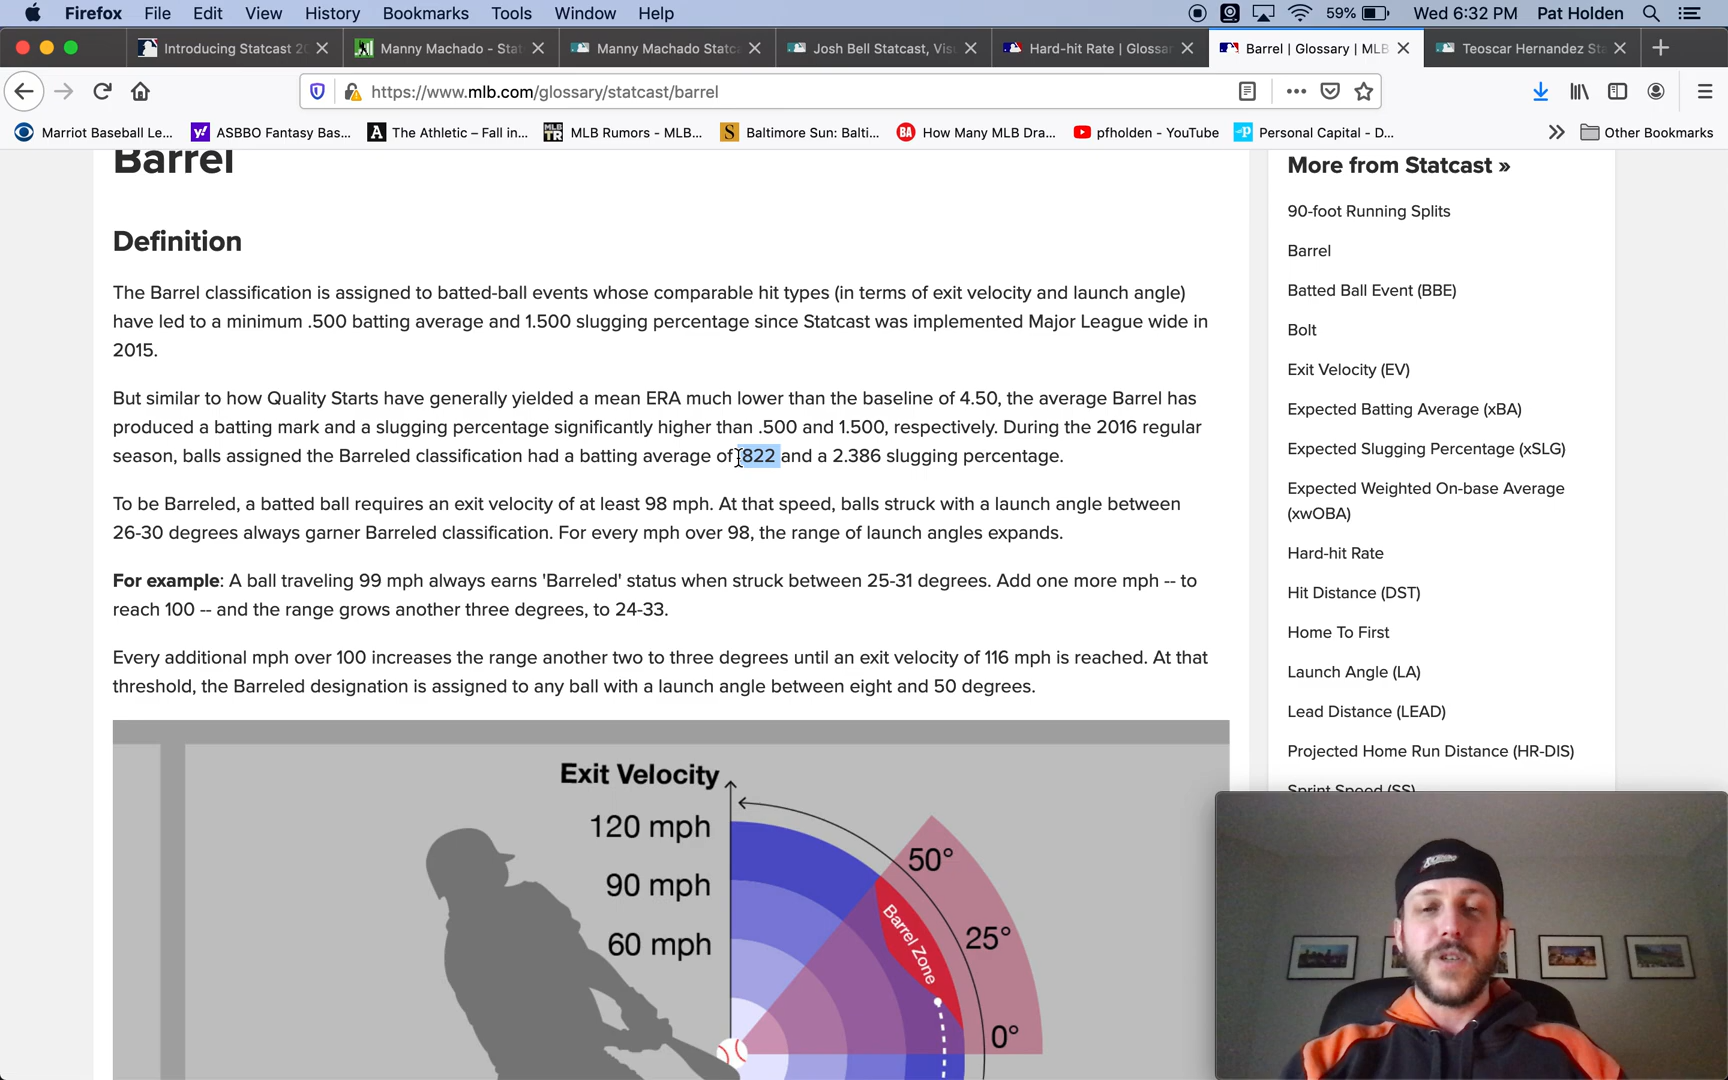 Firefox File Edit View History Bookmarks Tools Window Help 59% Wed 6:32 PM Pat Holden
Introducing Statcast 20 Manny Machado - Stat Manny Machado Statca Josh Bell Statcast, Visu Hard-hit Rate | Glossar Barrel | Glossary | MLB Teoscar Hernandez Sta
https://www.mlb.com/glossary/statcast/barrel
Marriot Baseball Le... ASBBO Fantasy Bas... The Athletic – Fall in... MLB Rumors - MLB... Baltimore Sun: Balti... How Many MLB Dra... pfholden - YouTube Personal Capital - D... Other Bookmarks
Barrel
Definition
The Barrel classification is assigned to batted-ball events whose comparable hit types (in terms of exit velocity and launch angle)
have led to a minimum .500 batting average and 1.500 slugging percentage since Statcast was implemented Major League wide in
2015.
But similar to how Quality Starts have generally yielded a mean ERA much lower than the baseline of 4.50, the average Barrel has
produced a batting mark and a slugging percentage significantly higher than .500 and 1.500, respectively. During the 2016 regular
season, balls assigned the Barreled classification had a batting average of .822 and a 2.386 slugging percentage.
To be Barreled, a batted ball requires an exit velocity of at least 98 mph. At that speed, balls struck with a launch angle between
26-30 degrees always garner Barreled classification. For every mph over 98, the range of launch angles expands.
For example: A ball traveling 99 mph always earns 'Barreled' status when struck between 25-31 degrees. Add one more mph -- to
reach 100 -- and the range grows another three degrees, to 24-33.
Every additional mph over 100 increases the range another two to three degrees until an exit velocity of 116 mph is reached. At that
threshold, the Barreled designation is assigned to any ball with a launch angle between eight and 50 degrees.
Exit Velocity
120 mph
90 mph
60 mph
50°
25°
0°
Barrel Zone
More from Statcast »
90-foot Running Splits
Barrel
Batted Ball Event (BBE)
Bolt
Exit Velocity (EV)
Expected Batting Average (xBA)
Expected Slugging Percentage (xSLG)
Expected Weighted On-base Average
(xwOBA)
Hard-hit Rate
Hit Distance (DST)
Home To First
Launch Angle (LA)
Lead Distance (LEAD)
Projected Home Run Distance (HR-DIS)
Sprint Speed (SS)